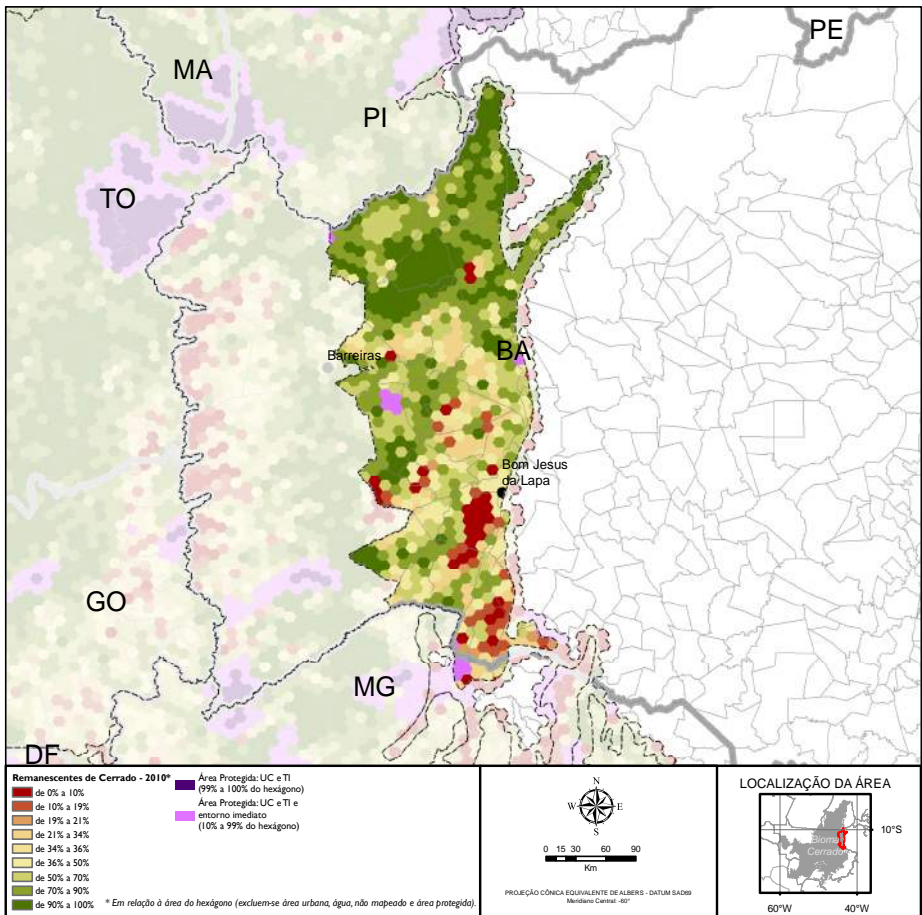 PE
MA
PI
TO
Barreiras
BA
Bom Jesus
da Lapa
GO
MG
DF
Remanescentes de Cerrado - 2010*
de 0% a 10%
de 10% a 19%
de 19% a 21%
de 21% a 34%
de 34% a 36%
de 36% a 50%
de 50% a 70%
de 70% a 90%
de 90% a 100%
Área Protegida: UC e TI
(99% a 100% do hexágono)
Área Protegida: UC e TI e
entorno imediato
(10% a 99% do hexágono)
* Em relação à área do hexágono (excluem-se área urbana, água, não mapeado e área protegida).
N
W E
S
0 15 30 60 90
Km
PROJEÇÃO CÔNICA EQUIVALENTE DE ALBERS - DATUM SAD69
Meridiano Central: -60°
LOCALIZAÇÃO DA ÁREA
Bioma
Cerrado
10°S
60°W 40°W